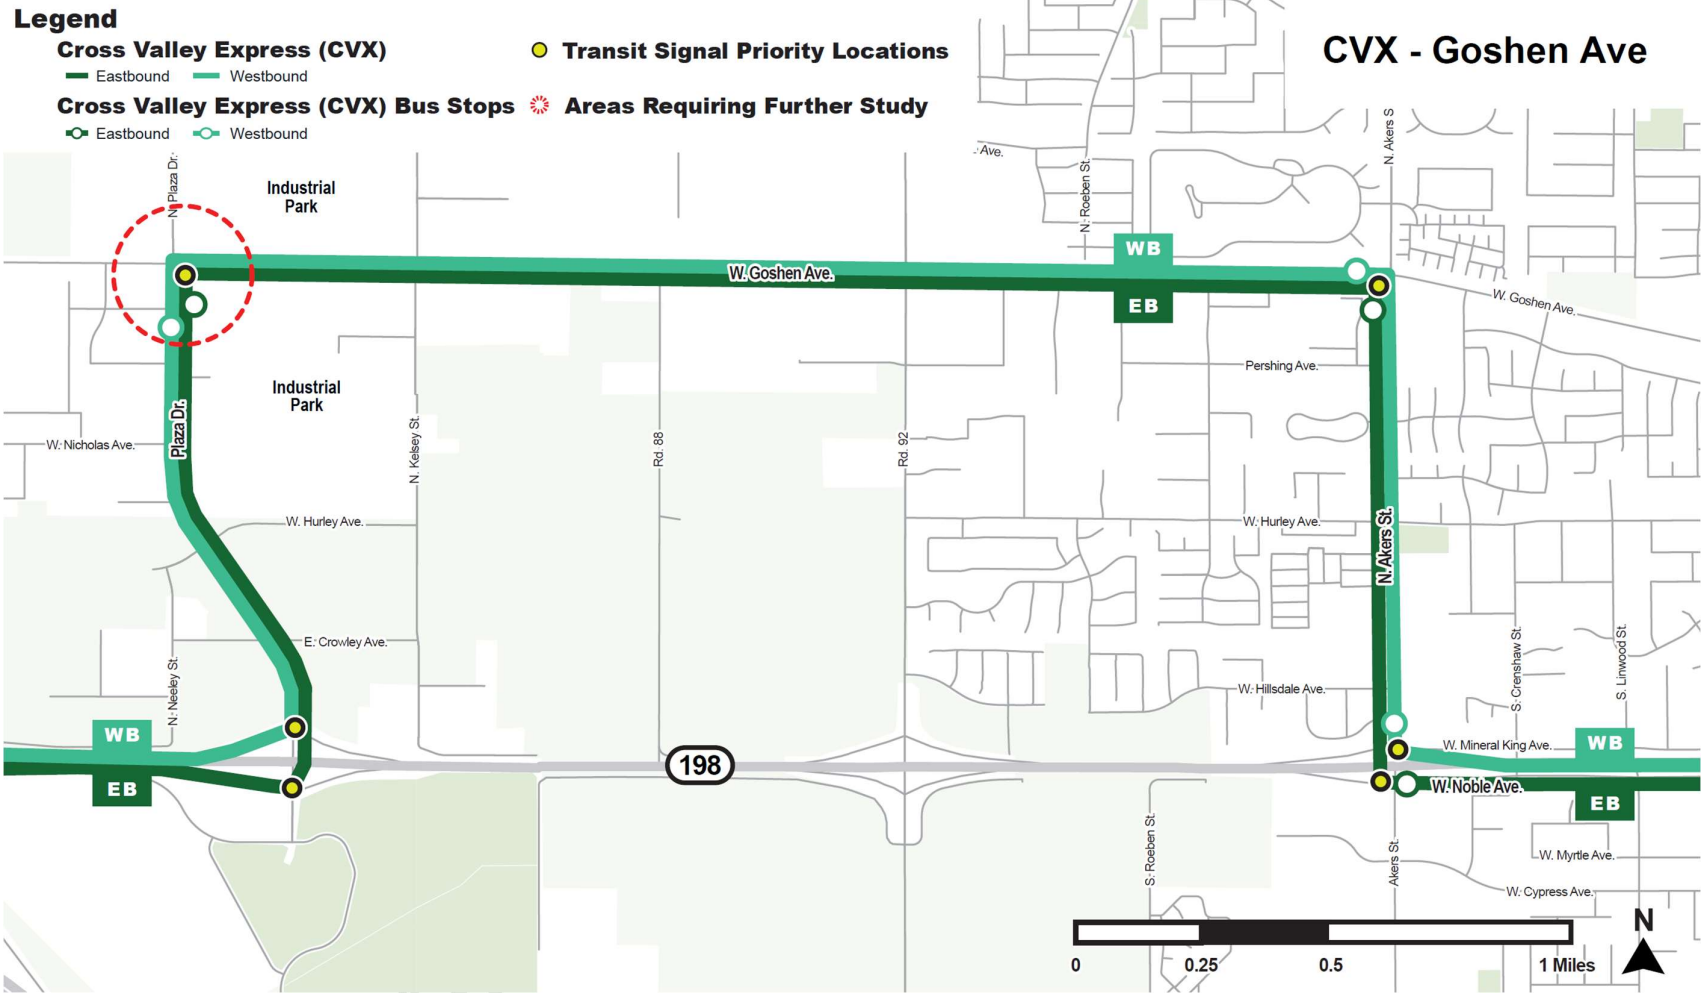 Legend
Cross Valley Express (CVX)
Eastbound
Westbound
Cross Valley Express (CVX) Bus Stops
Eastbound
Westbound
Transit Signal Priority Locations
Areas Requiring Further Study
CVX - Goshen Ave
Ave.
N. Plaza Dr.
Industrial
Park
N. Roeben St.
N. Akers S
WB
EB
W. Goshen Ave.
W. Goshen Ave.
Pershing Ave.
Industrial
Park
Plaza Dr.
W. Nicholas Ave.
N. Kelsey St.
Rd. 88
Rd. 92
W. Hurley Ave.
W. Hurley Ave.
N. Akers St.
E. Crowley Ave.
N. Neeley St.
W. Hillsdale Ave.
S. Crenshaw St.
S. Linwood St.
WB
EB
198
W. Mineral King Ave.
WB
W. Noble Ave.
EB
S. Roeben St.
Akers St.
W. Myrtle Ave.
W. Cypress Ave.
N
0
0.25
0.5
1 Miles